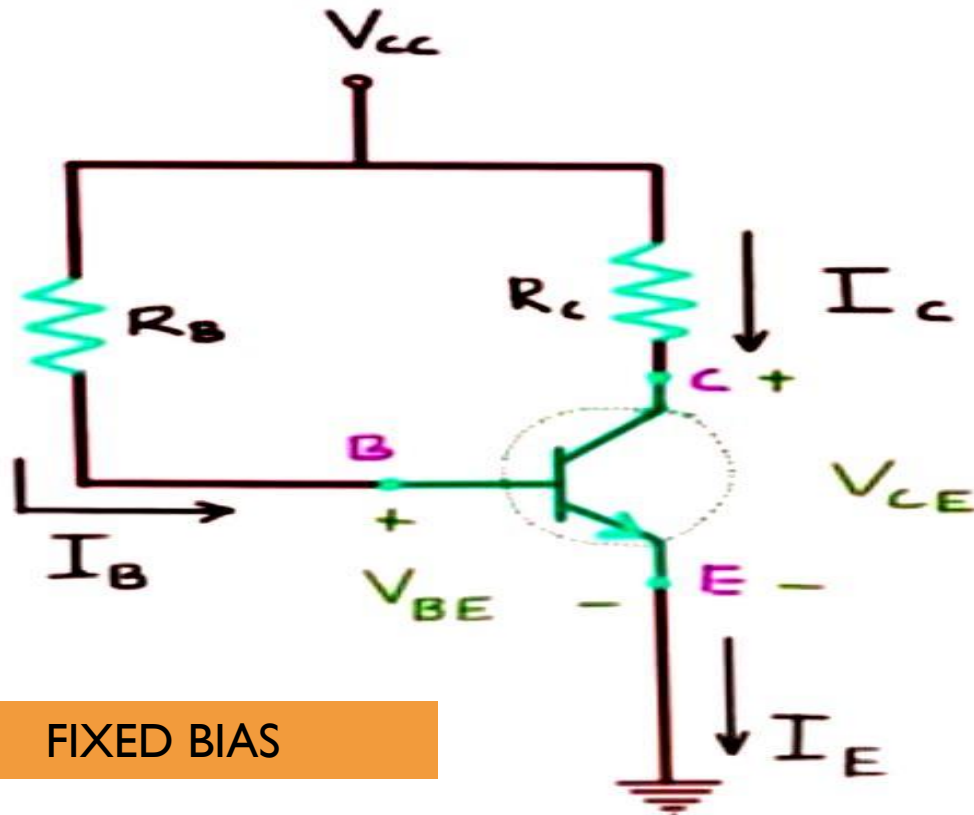 Vcc
RB
RC
IC
C +
B
+
VCE
IB
VBE -
E -
IE
FIXED BIAS